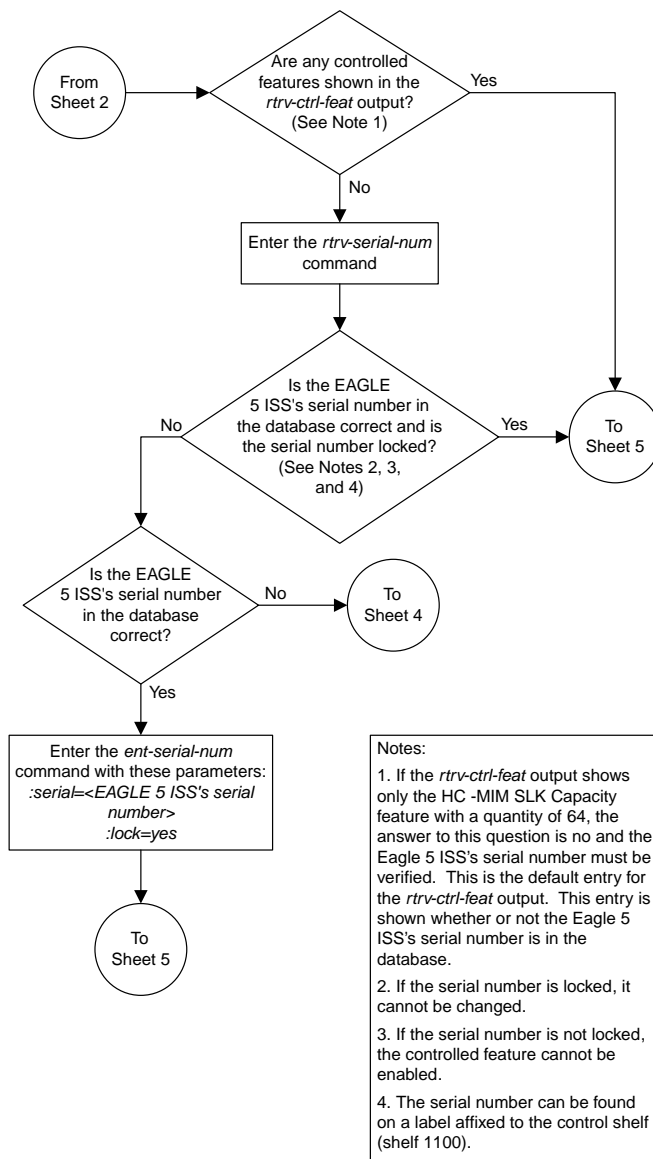 From
Sheet 2
Are any controlled
features shown in the
rtrv-ctrl-feat output?
(See Note 1)
Yes
No
Enter the rtrv-serial-num
command
Is the EAGLE
5 ISS's serial number in
the database correct and is
the serial number locked?
(See Notes 2, 3,
and 4)
No
Yes
To
Sheet 5
Is the EAGLE
5 ISS's serial number
in the database
correct?
No
To
Sheet 4
Yes
Enter the ent-serial-num
command with these parameters:
:serial=<EAGLE 5 ISS's serial
number>
:lock=yes
To
Sheet 5
Notes:
1. If the rtrv-ctrl-feat output shows
only the HC -MIM SLK Capacity
feature with a quantity of 64, the
answer to this question is no and the
Eagle 5 ISS's serial number must be
verified.  This is the default entry for
the rtrv-ctrl-feat output.  This entry is
shown whether or not the Eagle 5
ISS's serial number is in the
database.
2. If the serial number is locked, it
cannot be changed.
3. If the serial number is not locked,
the controlled feature cannot be
enabled.
4. The serial number can be found
on a label affixed to the control shelf
(shelf 1100).